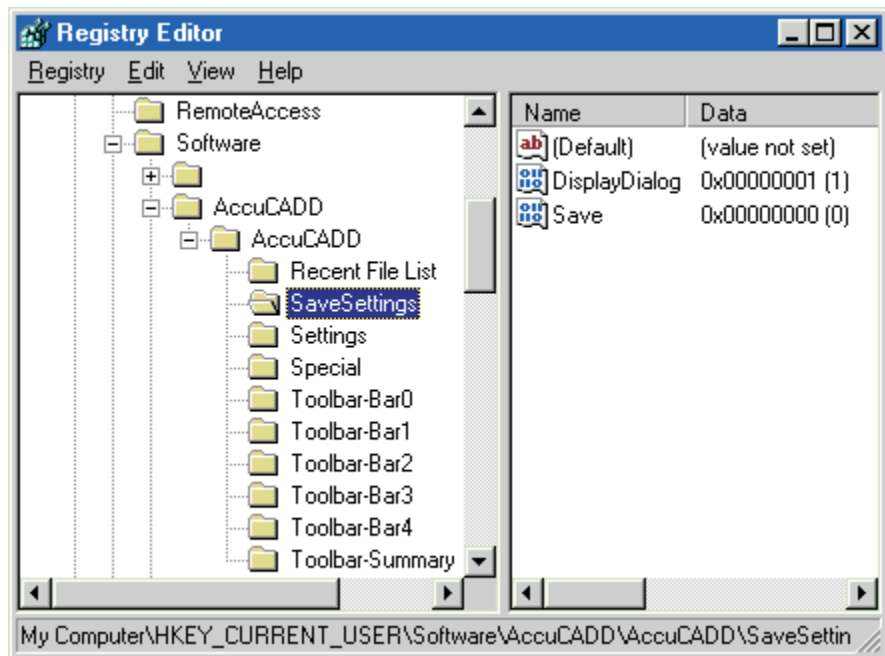 Registry Editor
Registry Edit View Help
RemoteAccess
Software
AccuCADD
AccuCADD
Recent File List
SaveSettings
Settings
Special
Toolbar-Bar0
Toolbar-Bar1
Toolbar-Bar2
Toolbar-Bar3
Toolbar-Bar4
Toolbar-Summary
Name Data
ab (Default) (value not set)
DisplayDialog 0x00000001 (1)
Save 0x00000000 (0)
My Computer\HKEY_CURRENT_USER\Software\AccuCADD\AccuCADD\SaveSettin